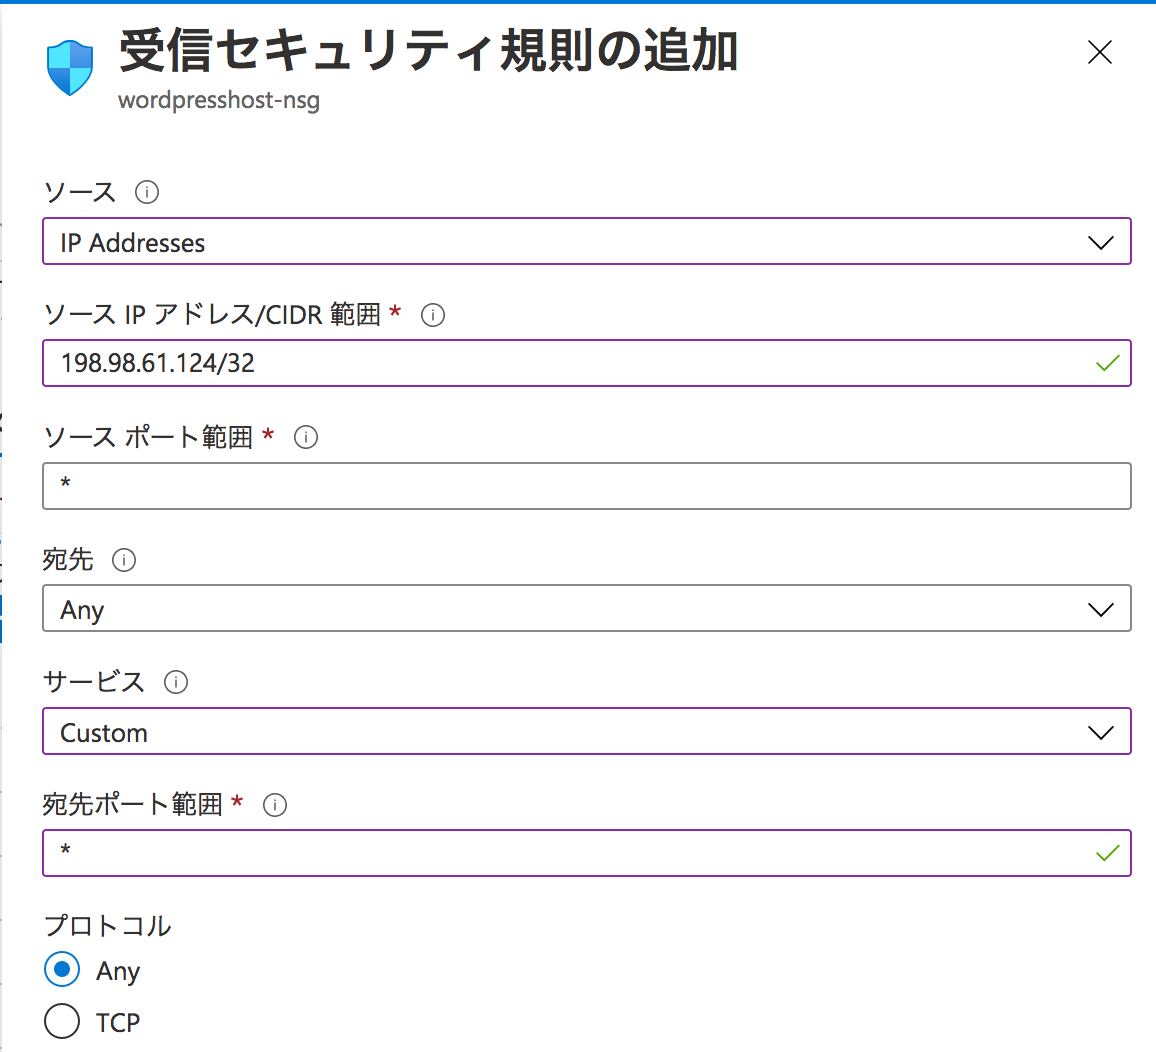 受信セキュリティ規則の追加
wordpresshost-nsg
ソース
IP Addresses
ソース IP アドレス/CIDR 範囲 *
198.98.61.124/32
ソース ポート範囲 *
*
宛先
Any
サービス
Custom
宛先ポート範囲 *
*
プロトコル
Any
TCP